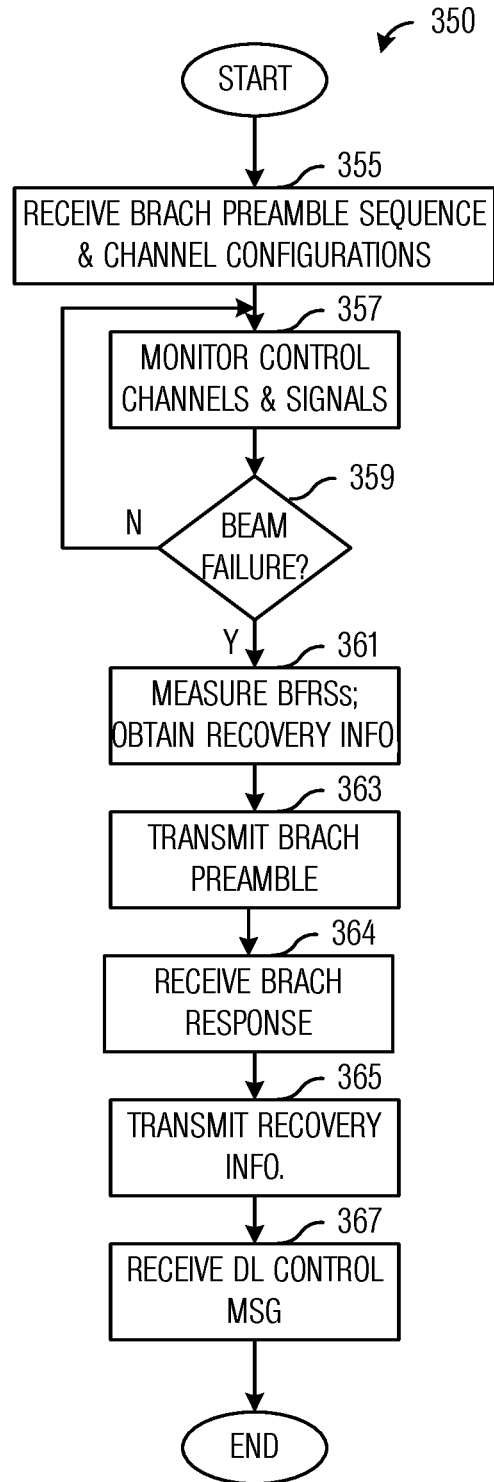 350
START
355
RECEIVE BRACH PREAMBLE SEQUENCE
& CHANNEL CONFIGURATIONS
357
MONITOR CONTROL
CHANNELS & SIGNALS
359
BEAM
FAILURE?
N
Y
361
MEASURE BFRSs;
OBTAIN RECOVERY INFO
363
TRANSMIT BRACH
PREAMBLE
364
RECEIVE BRACH
RESPONSE
365
TRANSMIT RECOVERY
INFO.
367
RECEIVE DL CONTROL
MSG
END